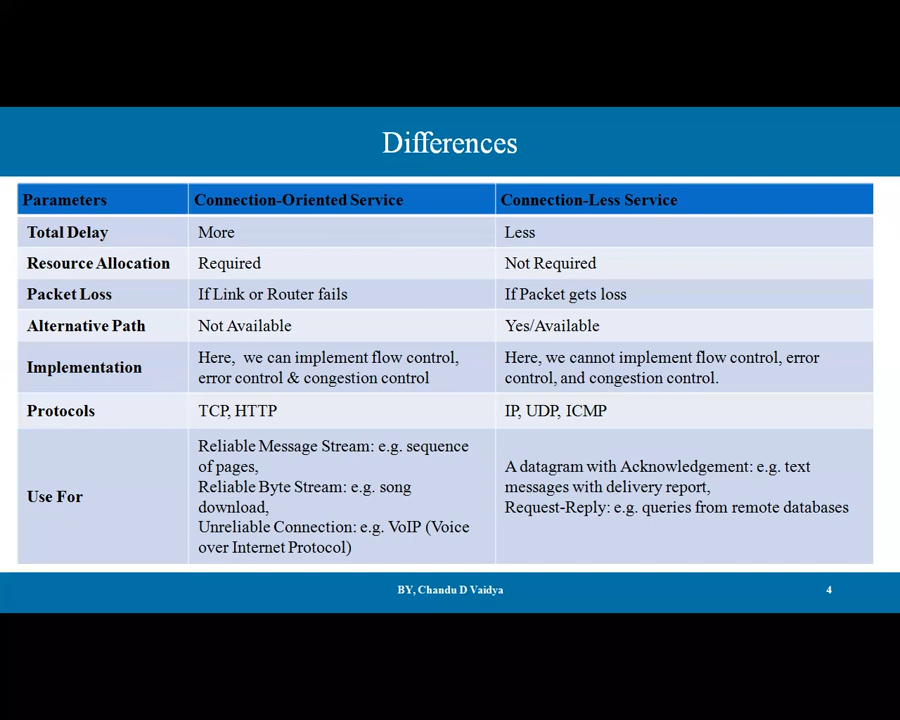 Differences
Parameters Connection-Oriented Service Connection-Less Service
Total Delay More Less
Resource Allocation Required Not Required
Packet Loss If Link or Router fails If Packet gets loss
Alternative Path Not Available Yes/Available
Implementation
Here, we can implement flow control,
error control & congestion control
Here, we cannot implement flow control, error
control, and congestion control.
Protocols TCP, HTTP IP, UDP, ICMP
Use For
Reliable Message Stream: e.g. sequence
of pages,
Reliable Byte Stream: e.g. song
download,
Unreliable Connection: e.g. VoIP (Voice
over Internet Protocol)
A datagram with Acknowledgement: e.g. text
messages with delivery report,
Request-Reply: e.g. queries from remote databases
BY, Chandu D Vaidya
4